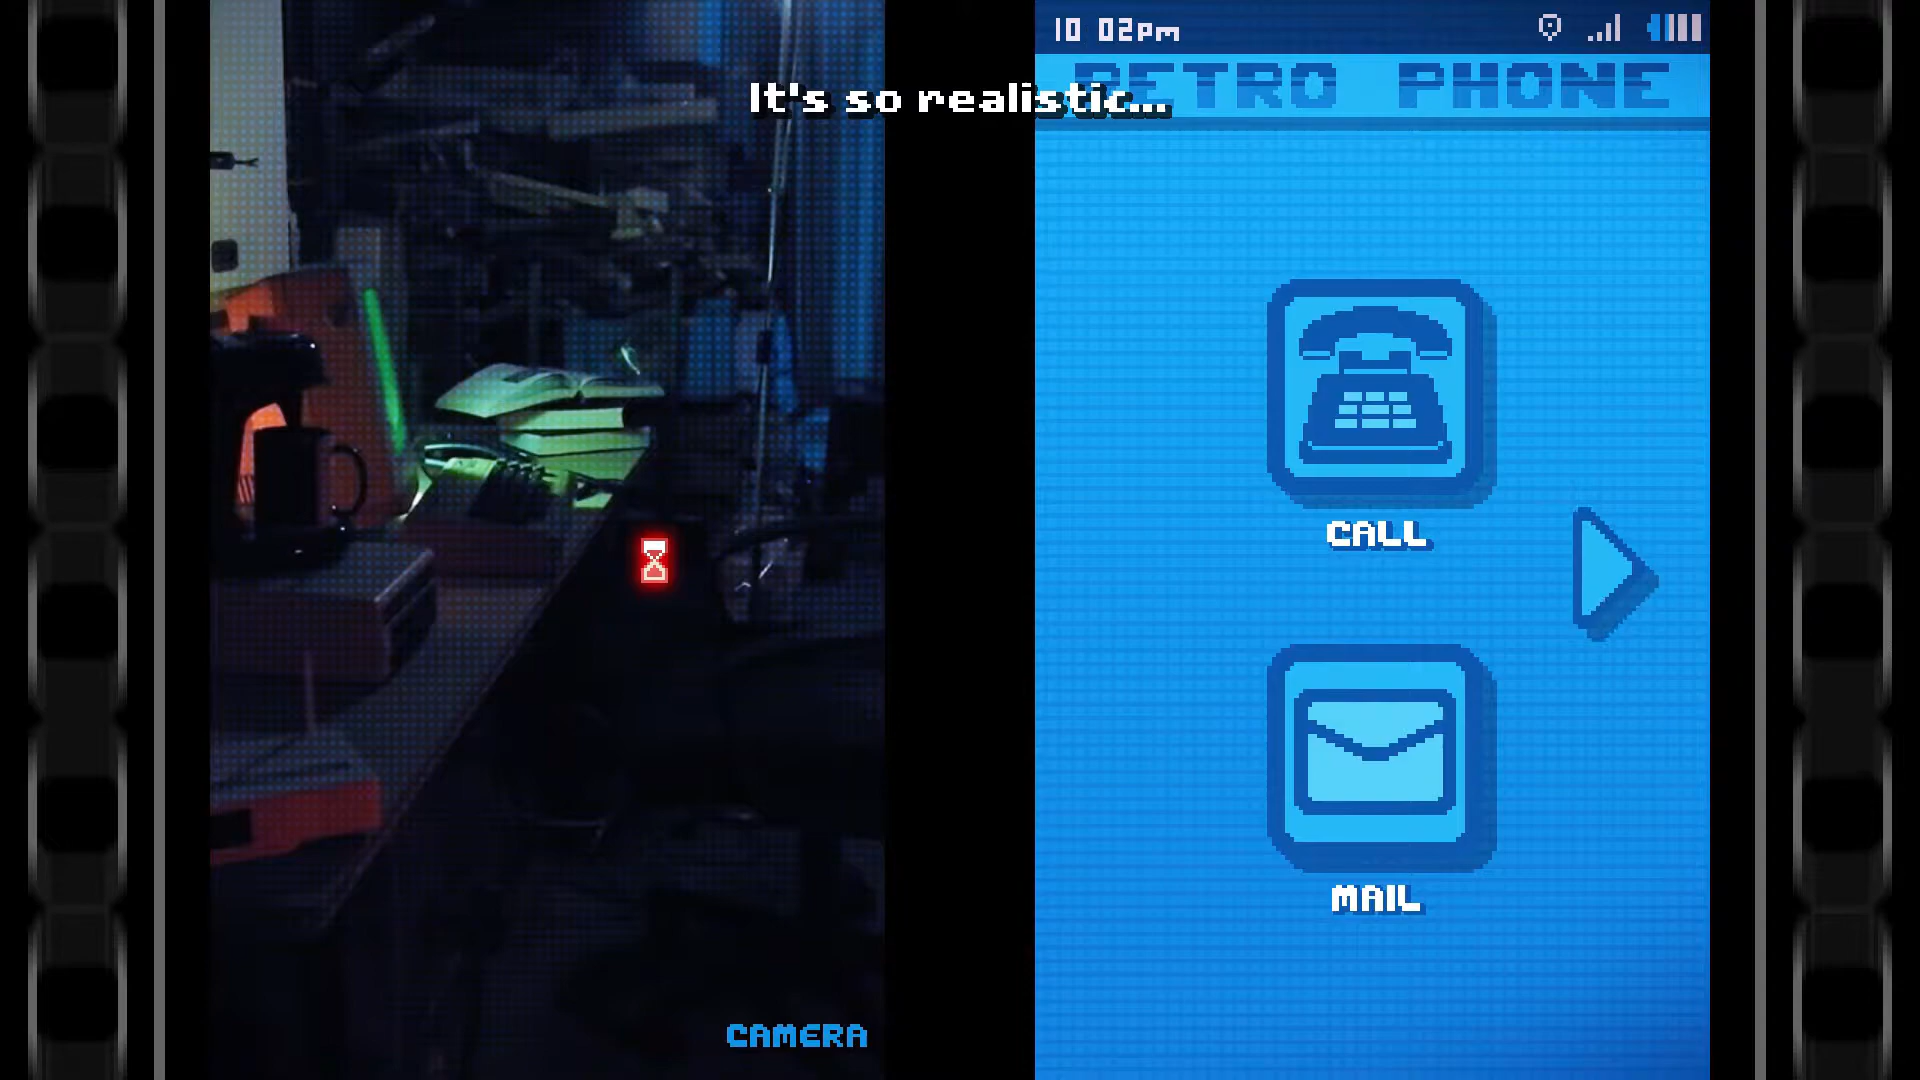 10 02pm
RETRO PHONE
It's so realistic...
CALL
MAIL
CAMERA